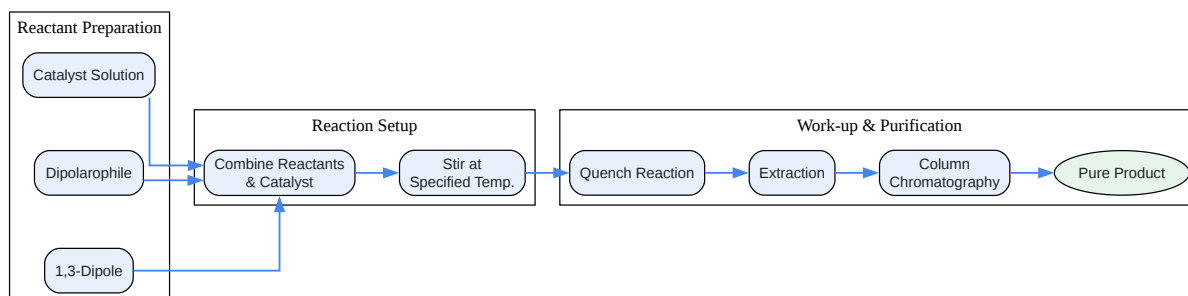 Reactant Preparation
Catalyst Solution
Dipolarophile
1,3-Dipole
Reaction Setup
Combine Reactants
& Catalyst
Stir at
Specified Temp.
Work-up & Purification
Quench Reaction
Extraction
Column
Chromatography
Pure Product